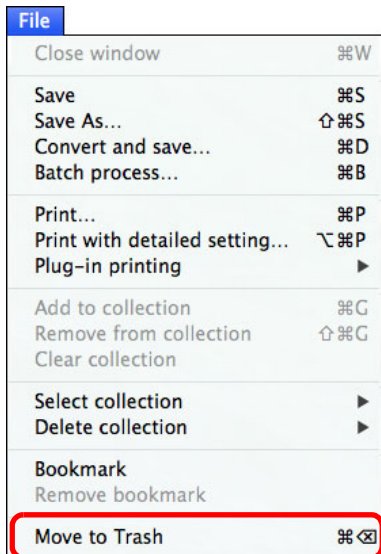 File
Close window ⌘W
Save ⌘S
Save As... ⇧⌘S
Convert and save... ⌘D
Batch process... ⌘B
Print... ⌘P
Print with detailed setting... ⌥⌘P
Plug-in printing ▶
Add to collection ⌘G
Remove from collection ⇧⌘G
Clear collection
Select collection ▶
Delete collection ▶
Bookmark
Remove bookmark
Move to Trash ⌘⌫